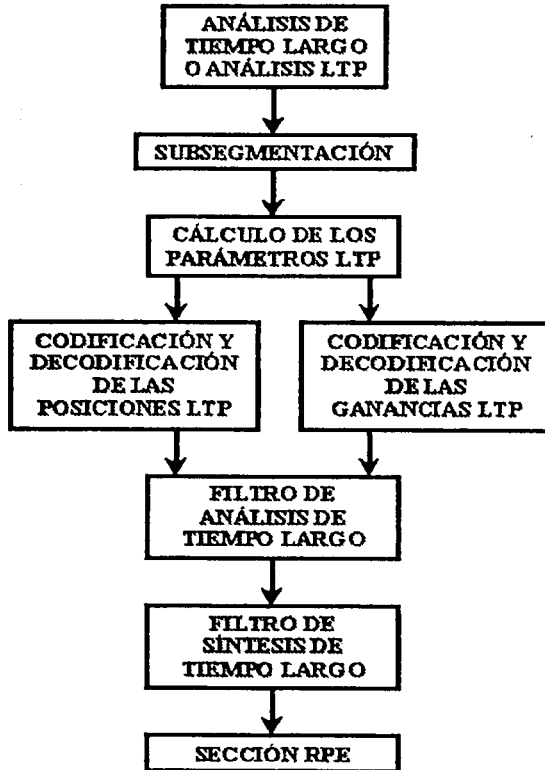 ANÁLISIS DE
TIEMPO LARGO
O ANÁLISIS LTP
SUBSEGMENTACIÓN
CÁLCULO DE LOS
PARÁMETROS LTP
CODIFICACIÓN Y
DECODIFICACIÓN
DE LAS
POSICIONES LTP
CODIFICACIÓN Y
DECODIFICACIÓN
DE LAS
GANANCIAS LTP
FILTRO DE
ANÁLISIS DE
TIEMPO LARGO
FILTRO DE
SÍNTESIS DE
TIEMPO LARGO
SECCIÓN RPE